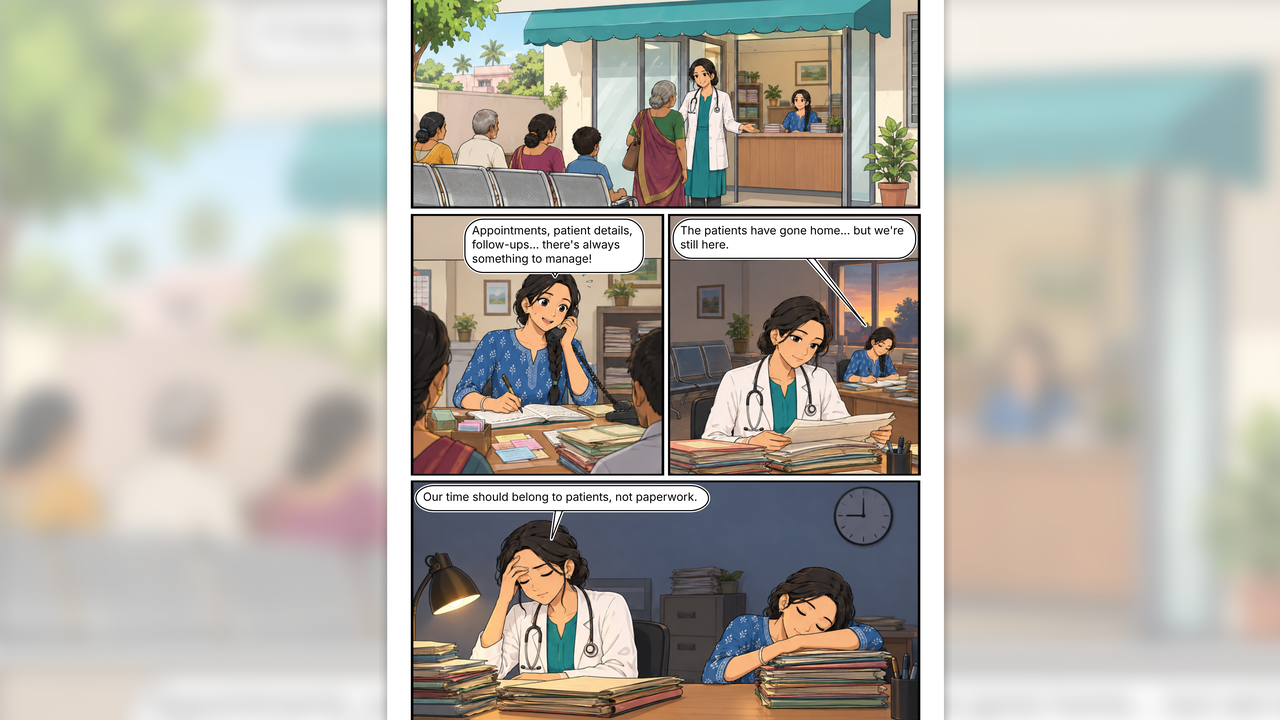 Appointments, patient details,
follow-ups... there's always
something to manage!
The patients have gone home... but we're
still here.
Our time should belong to patients, not paperwork.